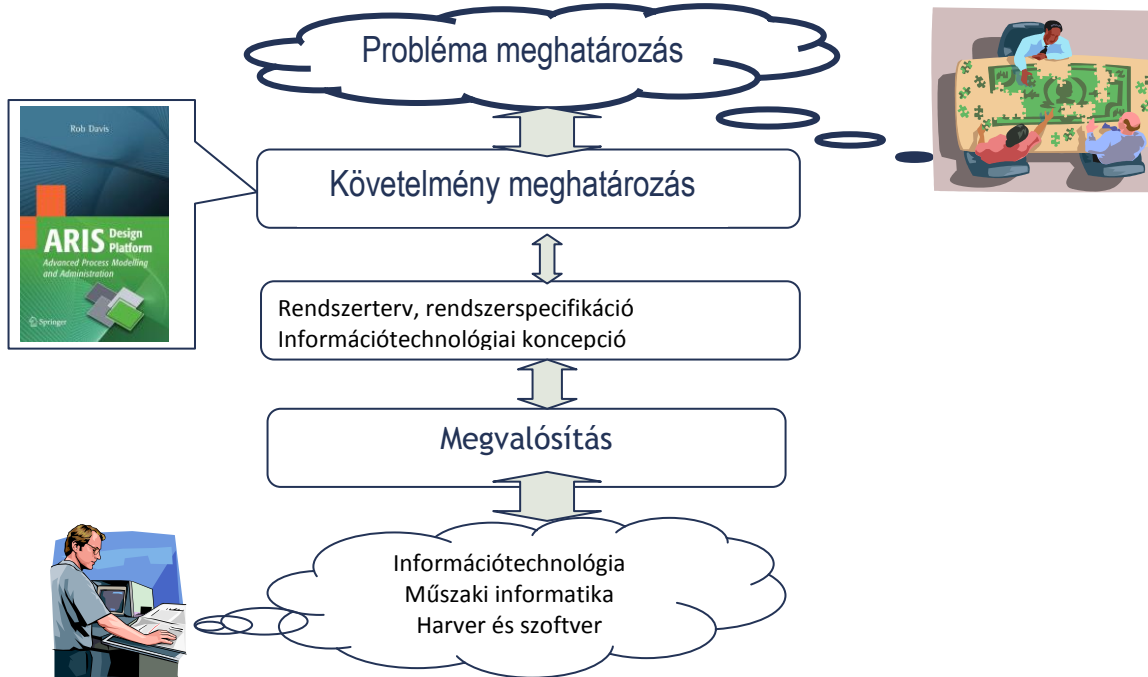 Probléma meghatározás
Rob Davis
ARIS Design
Platform
Advanced Process Modelling
and Administration
Springer
Követelmény meghatározás
Rendszerterv, rendszerspecifikáció
Információtechnológiai koncepció
Megvalósítás
Információtechnológia
Műszaki informatika
Harver és szoftver